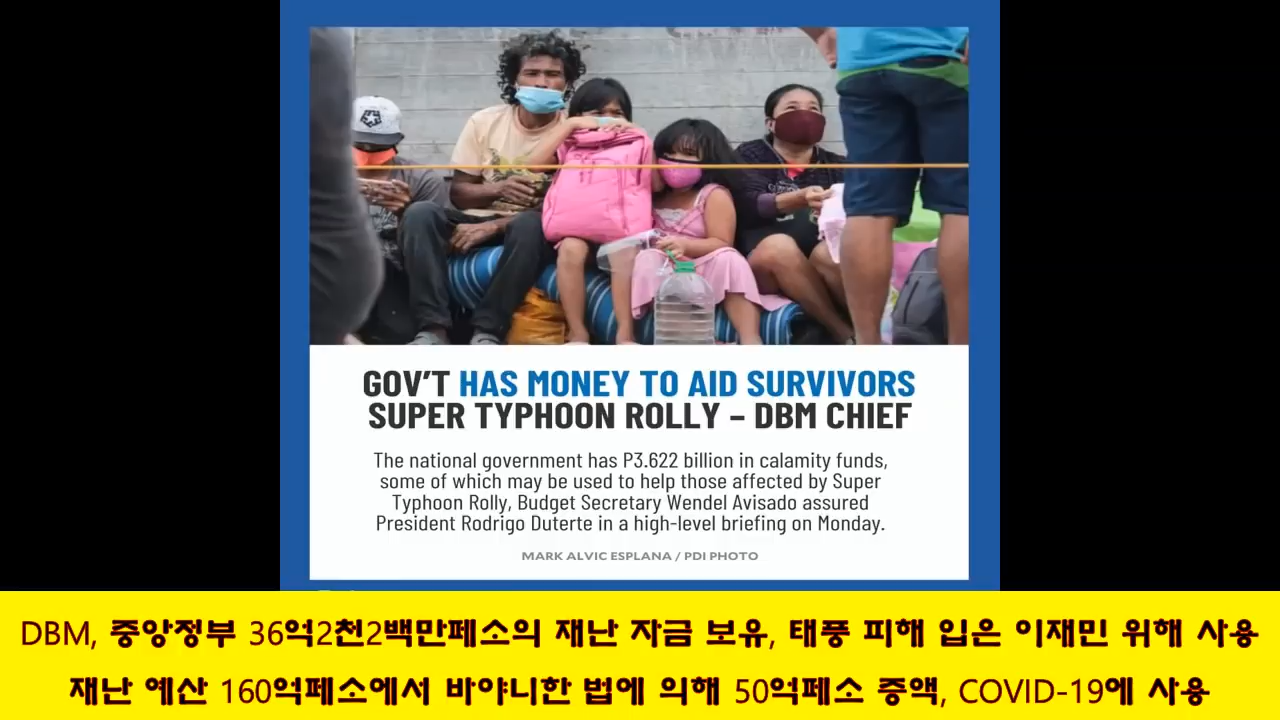 GOV'T HAS MONEY TO AID SURVIVORS
SUPER TYPHOON ROLLY – DBM CHIEF
The national government has P3.622 billion in calamity funds,
some of which may be used to help those affected by Super
Typhoon Rolly, Budget Secretary Wendel Avisado assured
President Rodrigo Duterte in a high-level briefing on Monday.
MARK ALVIC ESPLANA / PDI PHOTO
DBM, 중앙정부 36억2천2백만페소의 재난 자금 보유, 태풍 피해 입은 이재민 위해 사용
재난 예산 160억페소에서 바야니한 법에 의해 50억페소 증액, COVID-19에 사용